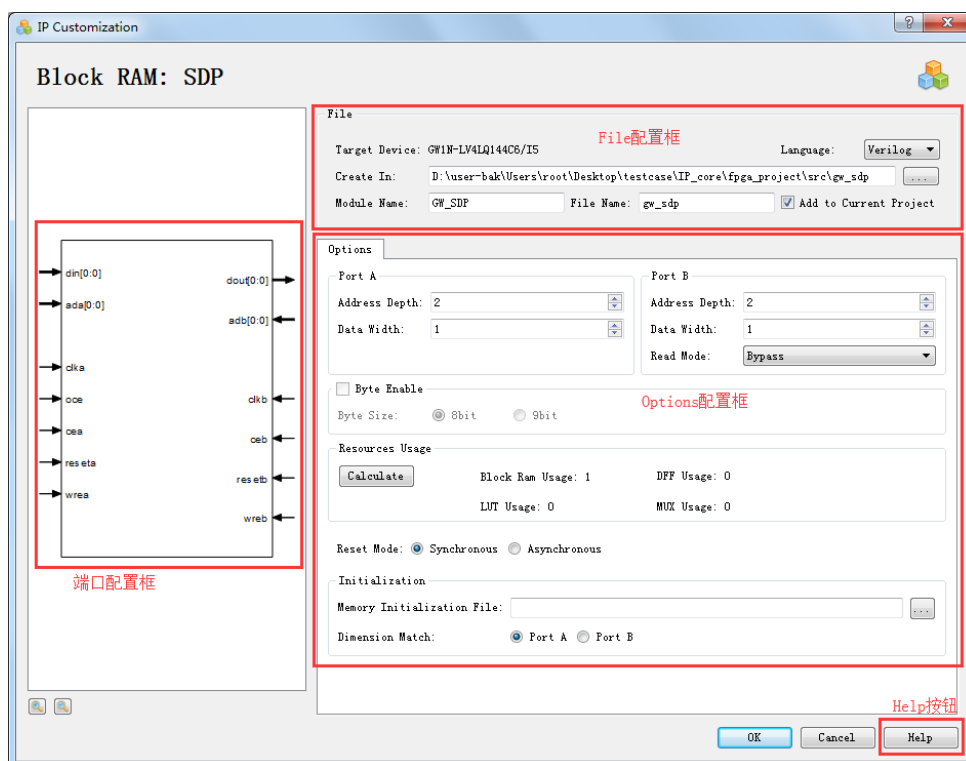 IP Customization
Block RAM: SDP
File
File配置框
Target Device: GW1N-LV4LQ144C6/I5
Language: Verilog
Create In: D:\user-bak\Users\root\Desktop\testcase\IP_core\fpga_project\src\gw_sdp ...
Module Name: GW_SDP File Name: gw_sdp Add to Current Project
Options
Port A
Address Depth: 2
Data Width: 1
Port B
Address Depth: 2
Data Width: 1
Read Mode: Bypass
Byte Enable
Options配置框
Byte Size: 8bit 9bit
Resources Usage
Calculate Block Ram Usage: 1 DFF Usage: 0
LUT Usage: 0 MUX Usage: 0
Reset Mode: Synchronous Asynchronous
Initialization
Memory Initialization File: ...
Dimension Match: Port A Port B
din[0:0]
ada[0:0]
clka
oce
cea
reseta
wrea
dout[0:0]
adb[0:0]
clkb
ceb
resetb
wreb
端口配置框
Help按钮
OK Cancel Help